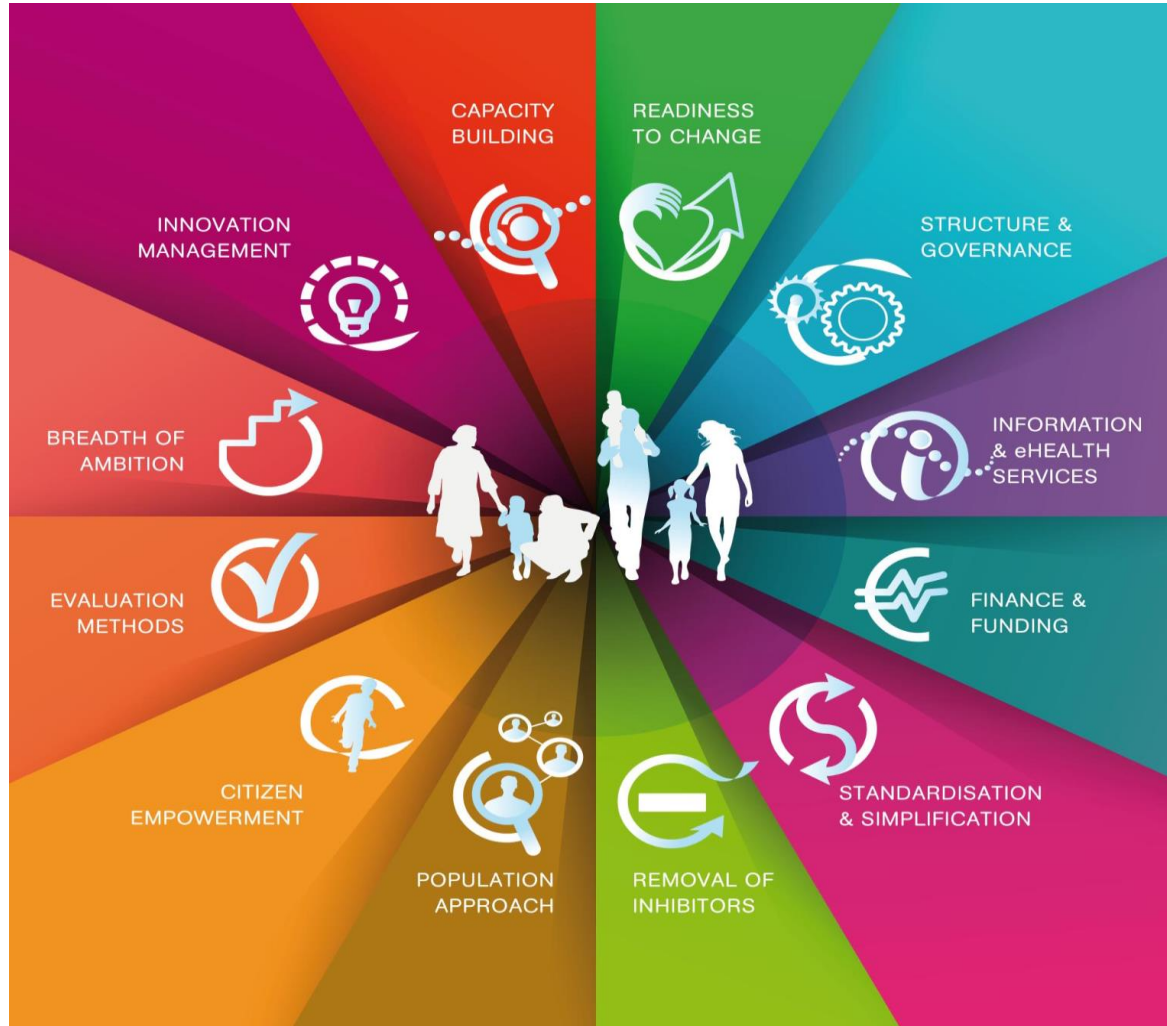 CAPACITY
BUILDING
READINESS
TO CHANGE
STRUCTURE &
GOVERNANCE
INFORMATION
& eHEALTH
SERVICES
FINANCE &
FUNDING
STANDARDISATION
& SIMPLIFICATION
REMOVAL OF
INHIBITORS
POPULATION
APPROACH
CITIZEN
EMPOWERMENT
EVALUATION
METHODS
BREADTH OF
AMBITION
INNOVATION
MANAGEMENT